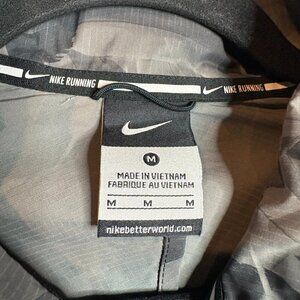 NIKE RUNNING
NIKE RUNNING
M
MADE IN VIETNAM
FABRIQUE AU VIETNAM
M M M
nikebetterworld.com